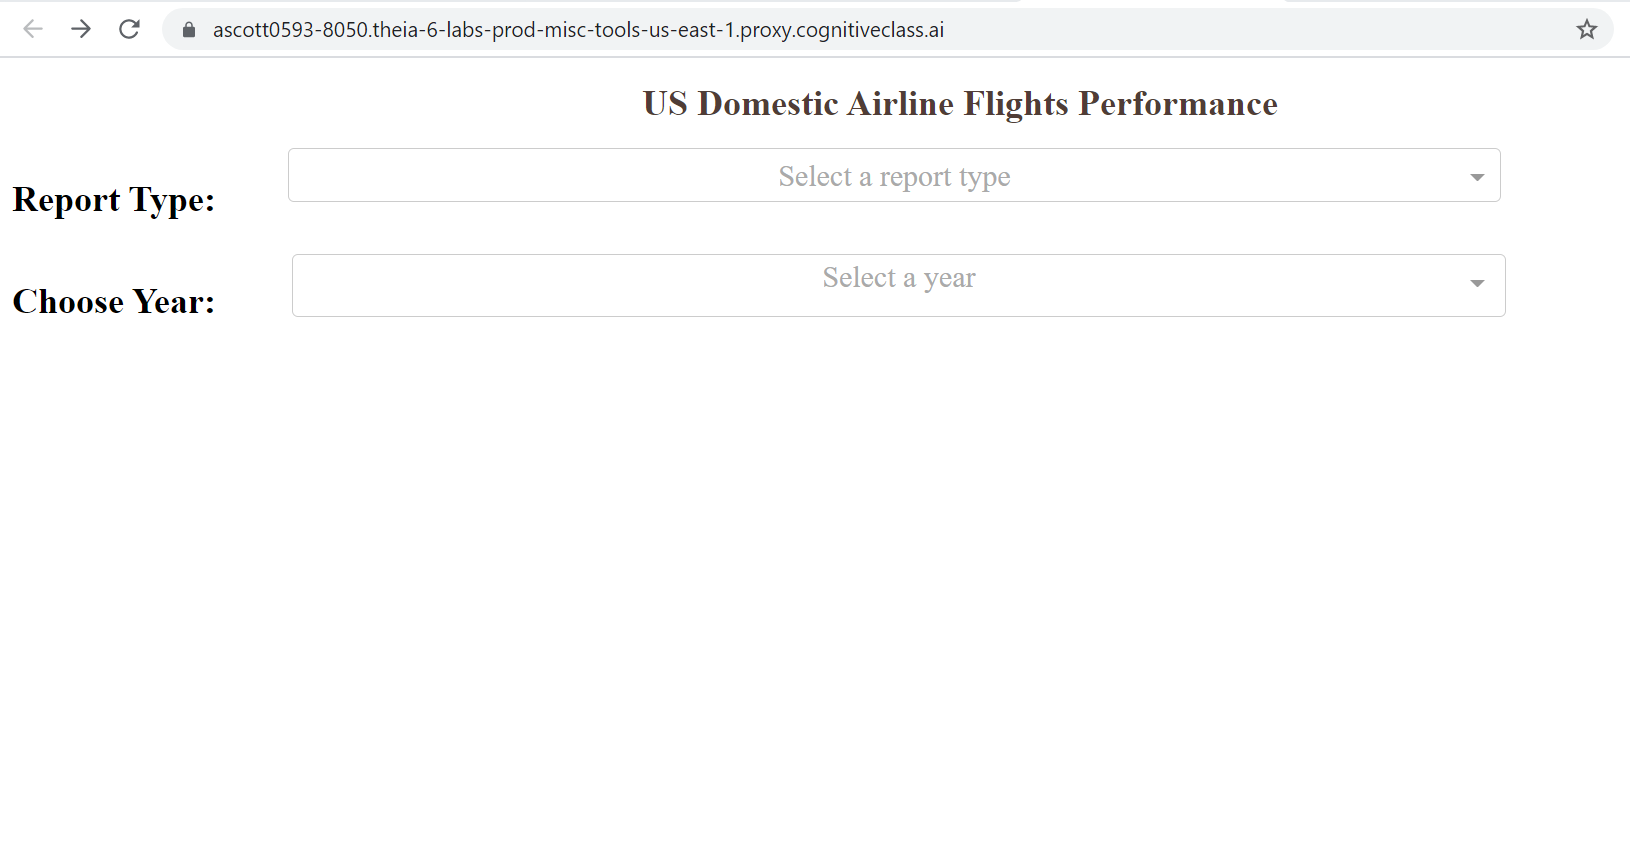 ascott0593-8050.theia-6-labs-prod-misc-tools-us-east-1.proxy.cognitiveclass.ai
US Domestic Airline Flights Performance
Select a report type
Report Type:
Select a year
Choose Year: